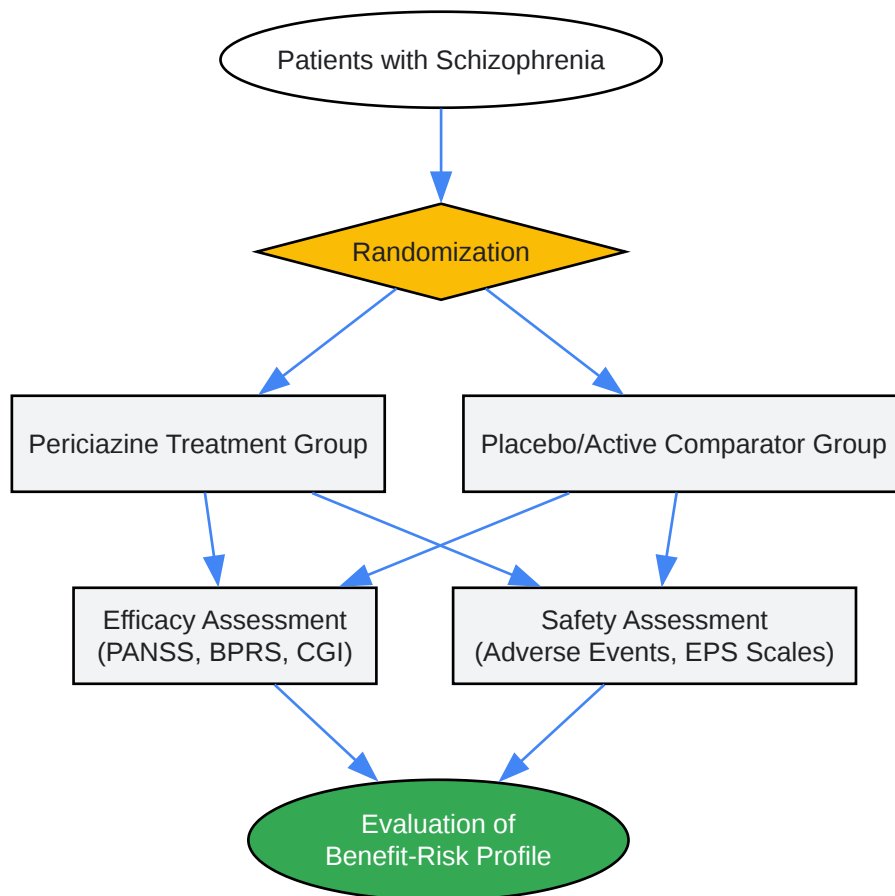 Patients with Schizophrenia
Randomization
Periciazine Treatment Group
Placebo/Active Comparator Group
Efficacy Assessment
(PANSS, BPRS, CGI)
Safety Assessment
(Adverse Events, EPS Scales)
Evaluation of
Benefit-Risk Profile